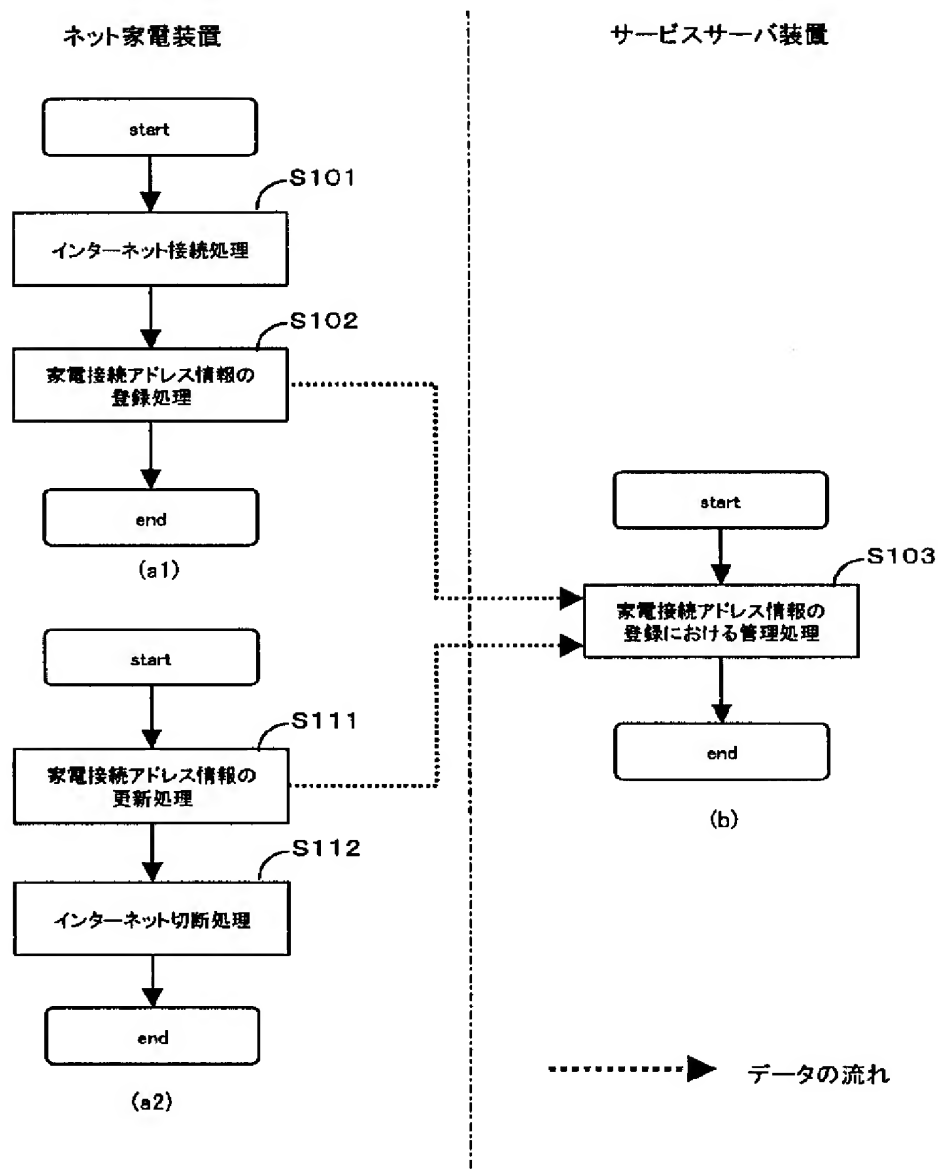 ネット家電装置
サービスサーバ装置
start
S101
インターネット接続処理
S102
家電接続アドレス情報の
登録処理
end
(a1)
start
S111
家電接続アドレス情報の
更新処理
S112
インターネット切断処理
end
(a2)
start
S103
家電接続アドレス情報の
登録における管理処理
end
(b)
データの流れ